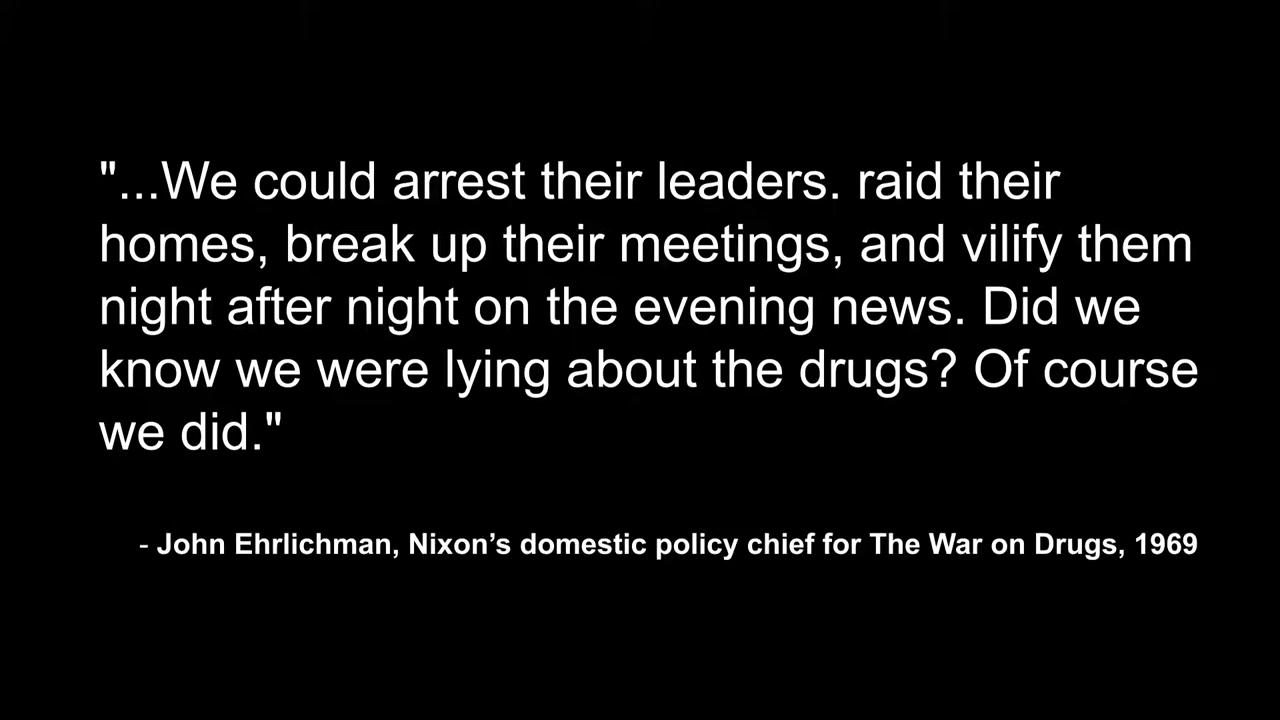 "...We could arrest their leaders. raid their
homes, break up their meetings, and vilify them
night after night on the evening news. Did we
know we were lying about the drugs? Of course
we did."
- John Ehrlichman, Nixon’s domestic policy chief for The War on Drugs, 1969